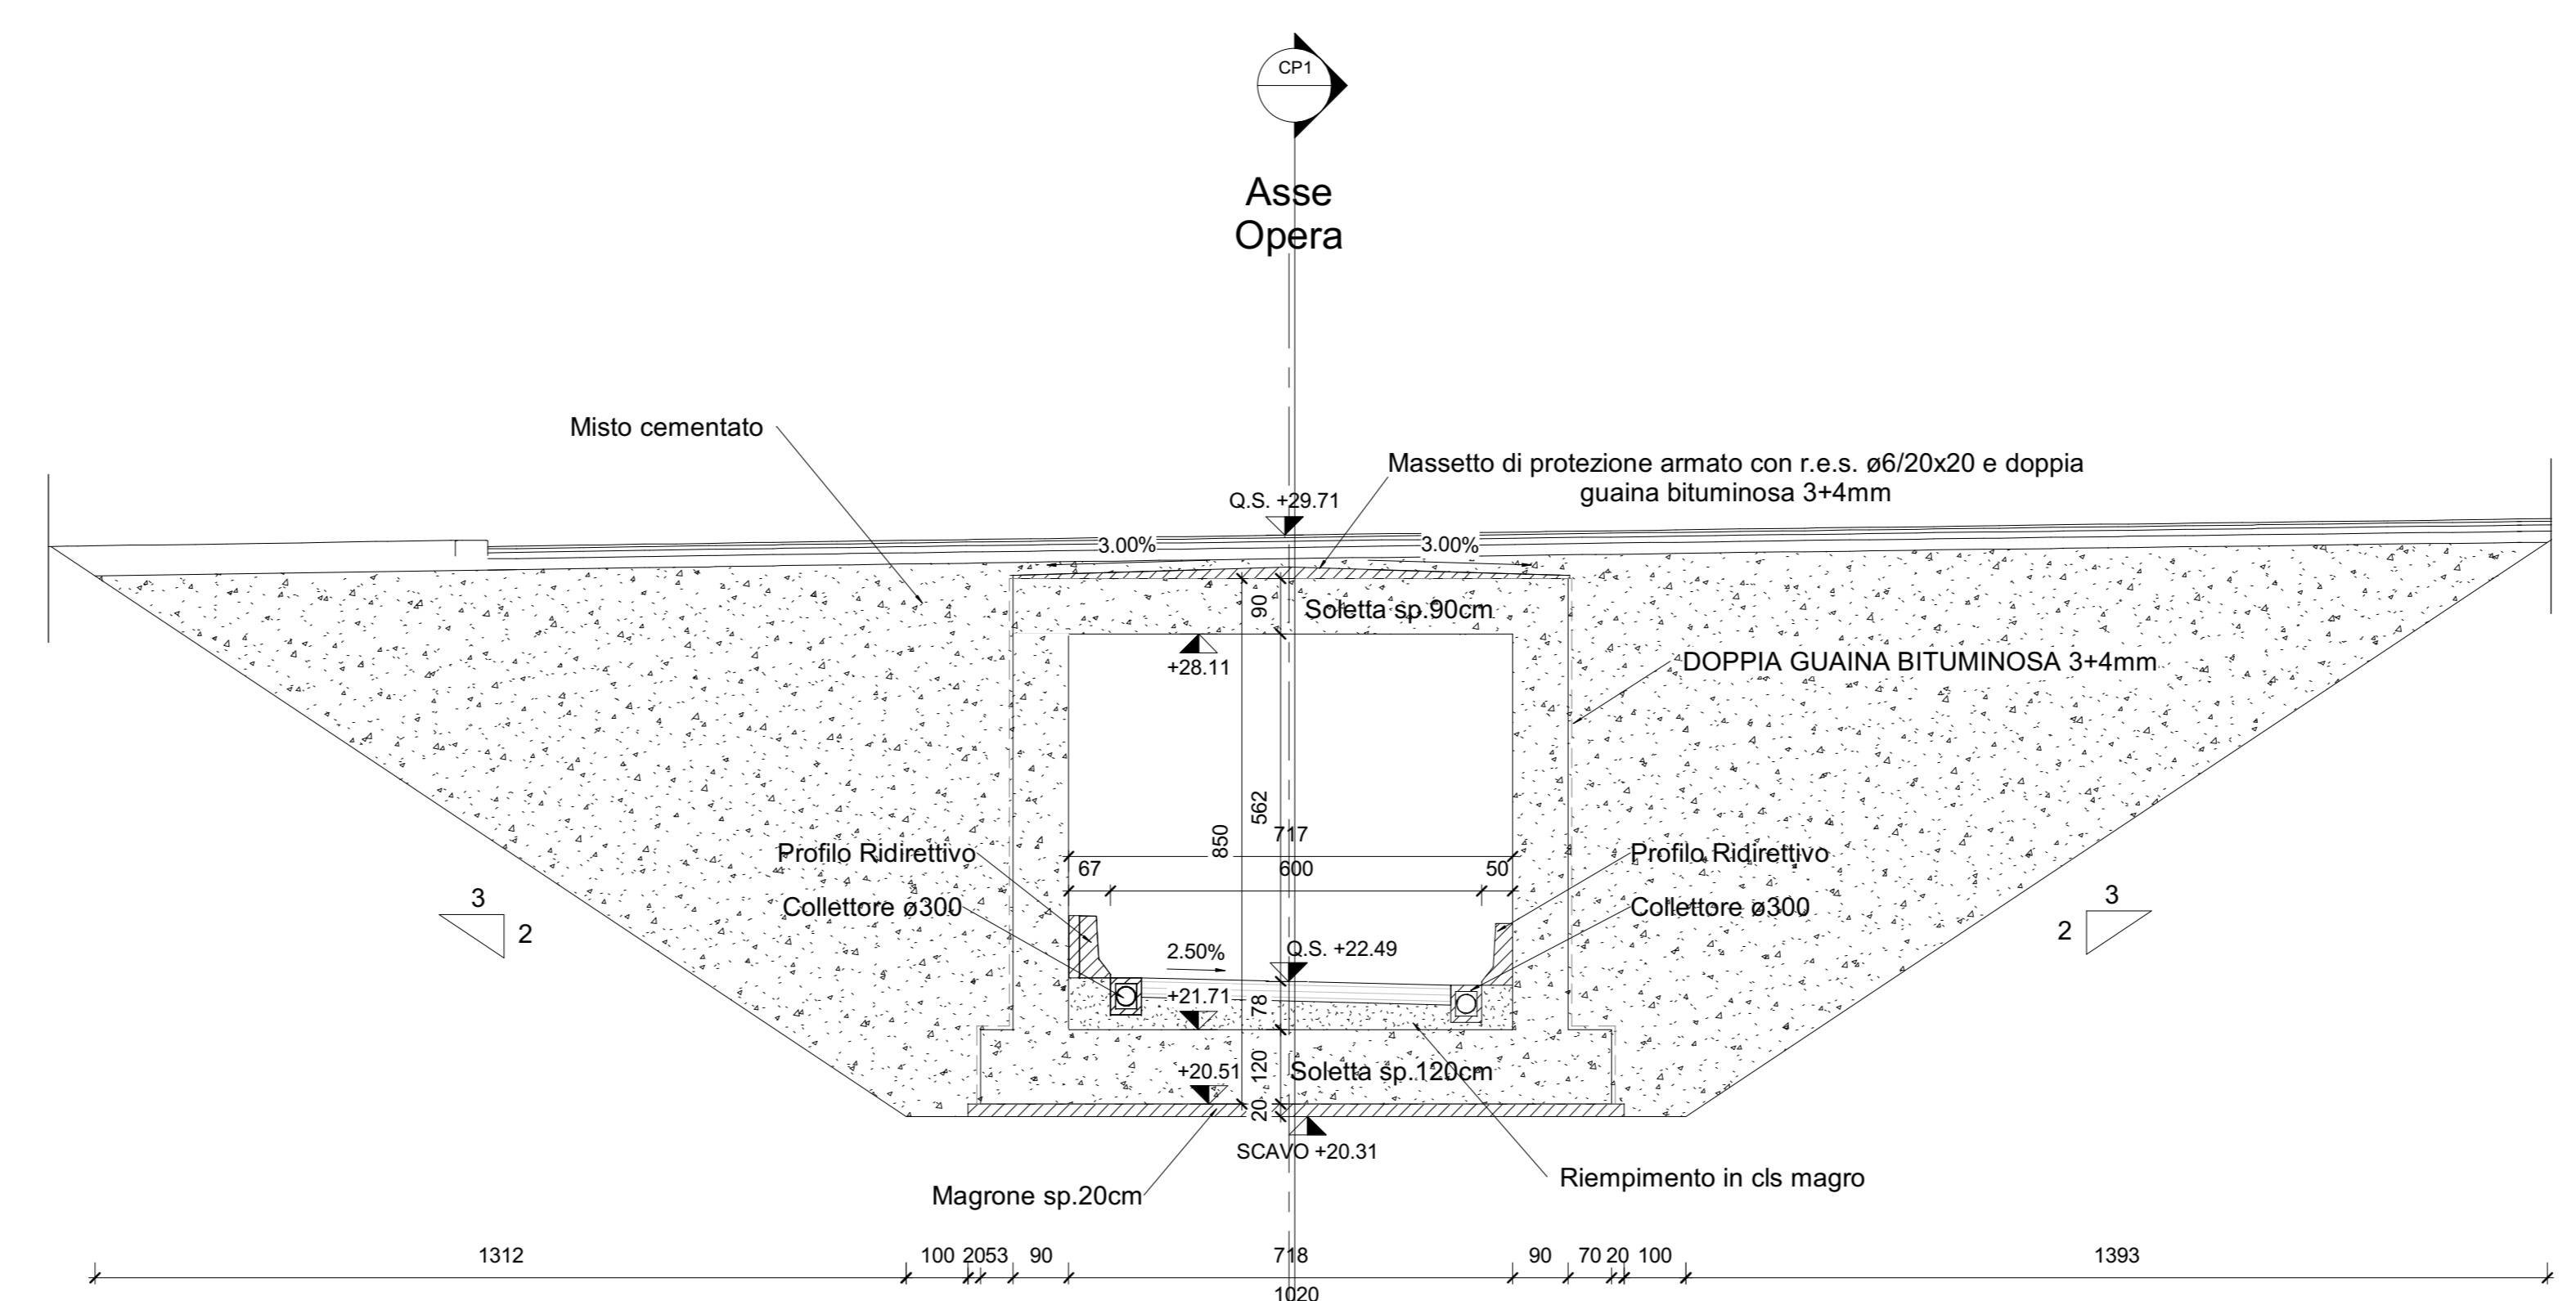 CP1
Asse
Opera
Misto cementato
Massetto di protezione armato con r.e.s. ø6/20x20 e doppia
guaina bituminosa 3+4mm
Q.S. +29.71
3.00%
3.00%
90
Soletta sp.90cm
+28.11
DOPPIA GUAINA BITUMINOSA 3+4mm
562
850
717
Profilo Ridirettivo
Profilo Ridirettivo
67
600
50
3
2
Collettore ø300
Collettore ø300
3
2
2.50%
Q.S. +22.49
+21.71
78
+20.51
120
Soletta sp.120cm
20
SCAVO +20.31
Magrone sp.20cm
Riempimento in cls magro
1312
100
20
53
90
718
90
70
20
100
1393
1020